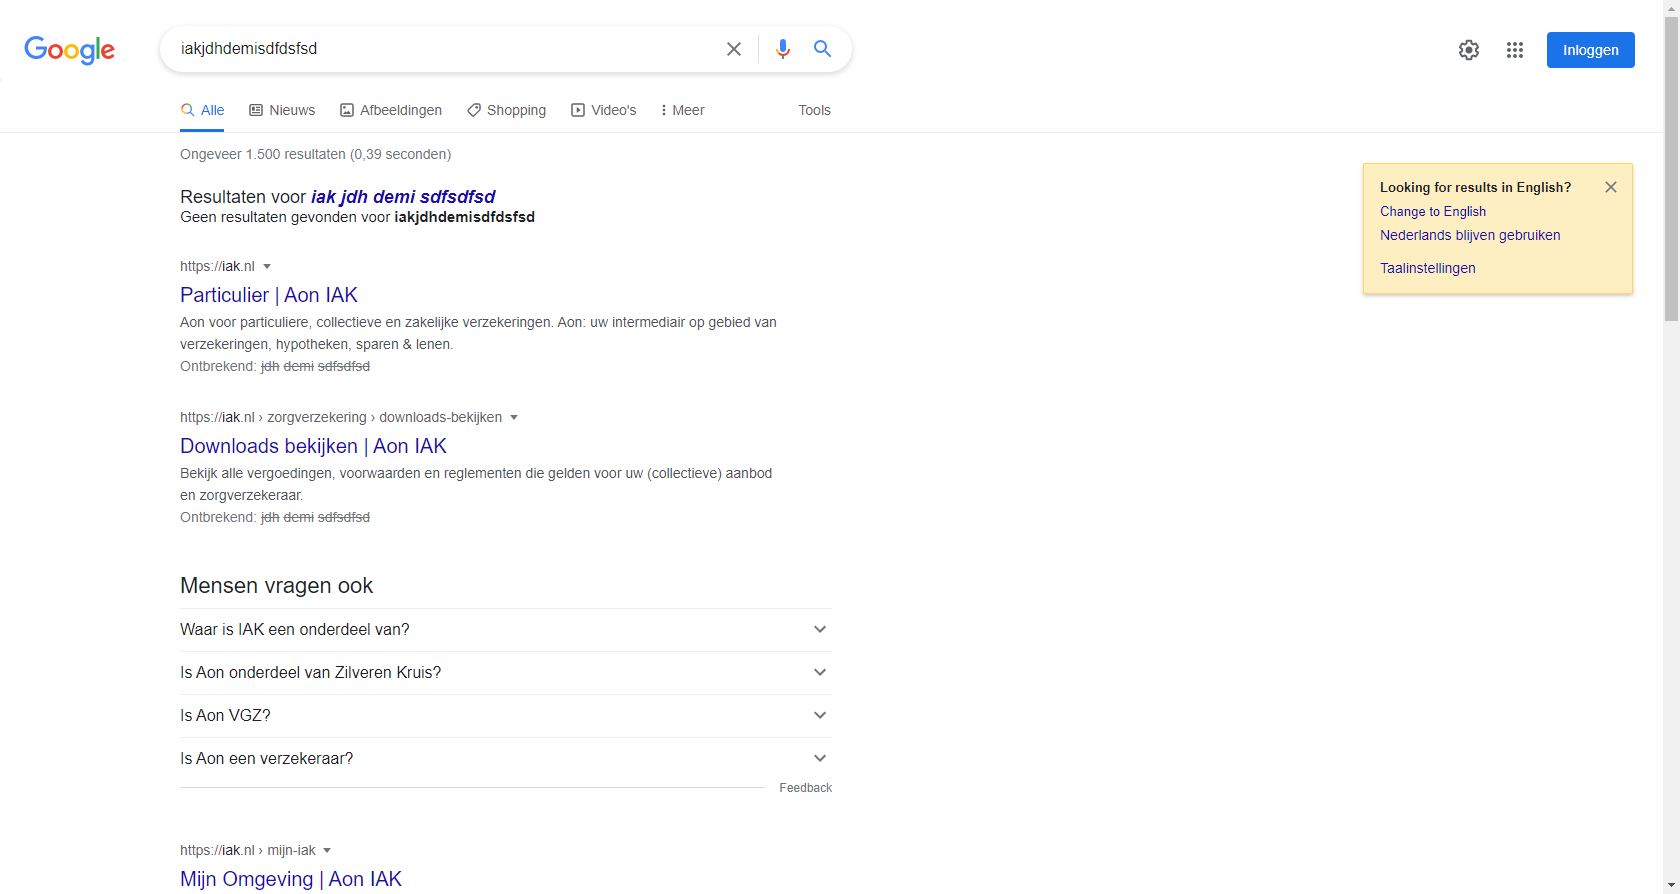 Google
iakjdhdemisdfdsfsd
Inloggen
Alle
Nieuws
Afbeeldingen
Shopping
Video's
Meer
Tools
Ongeveer 1.500 resultaten (0,39 seconden)
Resultaten voor iak jdh demi sdfsdfsd
Geen resultaten gevonden voor iakjdhdemisdfdsfsd
Looking for results in English?
Change to English
Nederlands blijven gebruiken
Taalinstellingen
https://iak.nl
Particulier | Aon IAK
Aon voor particuliere, collectieve en zakelijke verzekeringen. Aon: uw intermediair op gebied van
verzekeringen, hypotheken, sparen & lenen.
Ontbrekend: jdh demi sdfsdfsd
https://iak.nl › zorgverzekering › downloads-bekijken
Downloads bekijken | Aon IAK
Bekijk alle vergoedingen, voorwaarden en reglementen die gelden voor uw (collectieve) aanbod
en zorgverzekeraar.
Ontbrekend: jdh demi sdfsdfsd
Mensen vragen ook
Waar is IAK een onderdeel van?
Is Aon onderdeel van Zilveren Kruis?
Is Aon VGZ?
Is Aon een verzekeraar?
Feedback
https://iak.nl › mijn-iak
Mijn Omgeving | Aon IAK